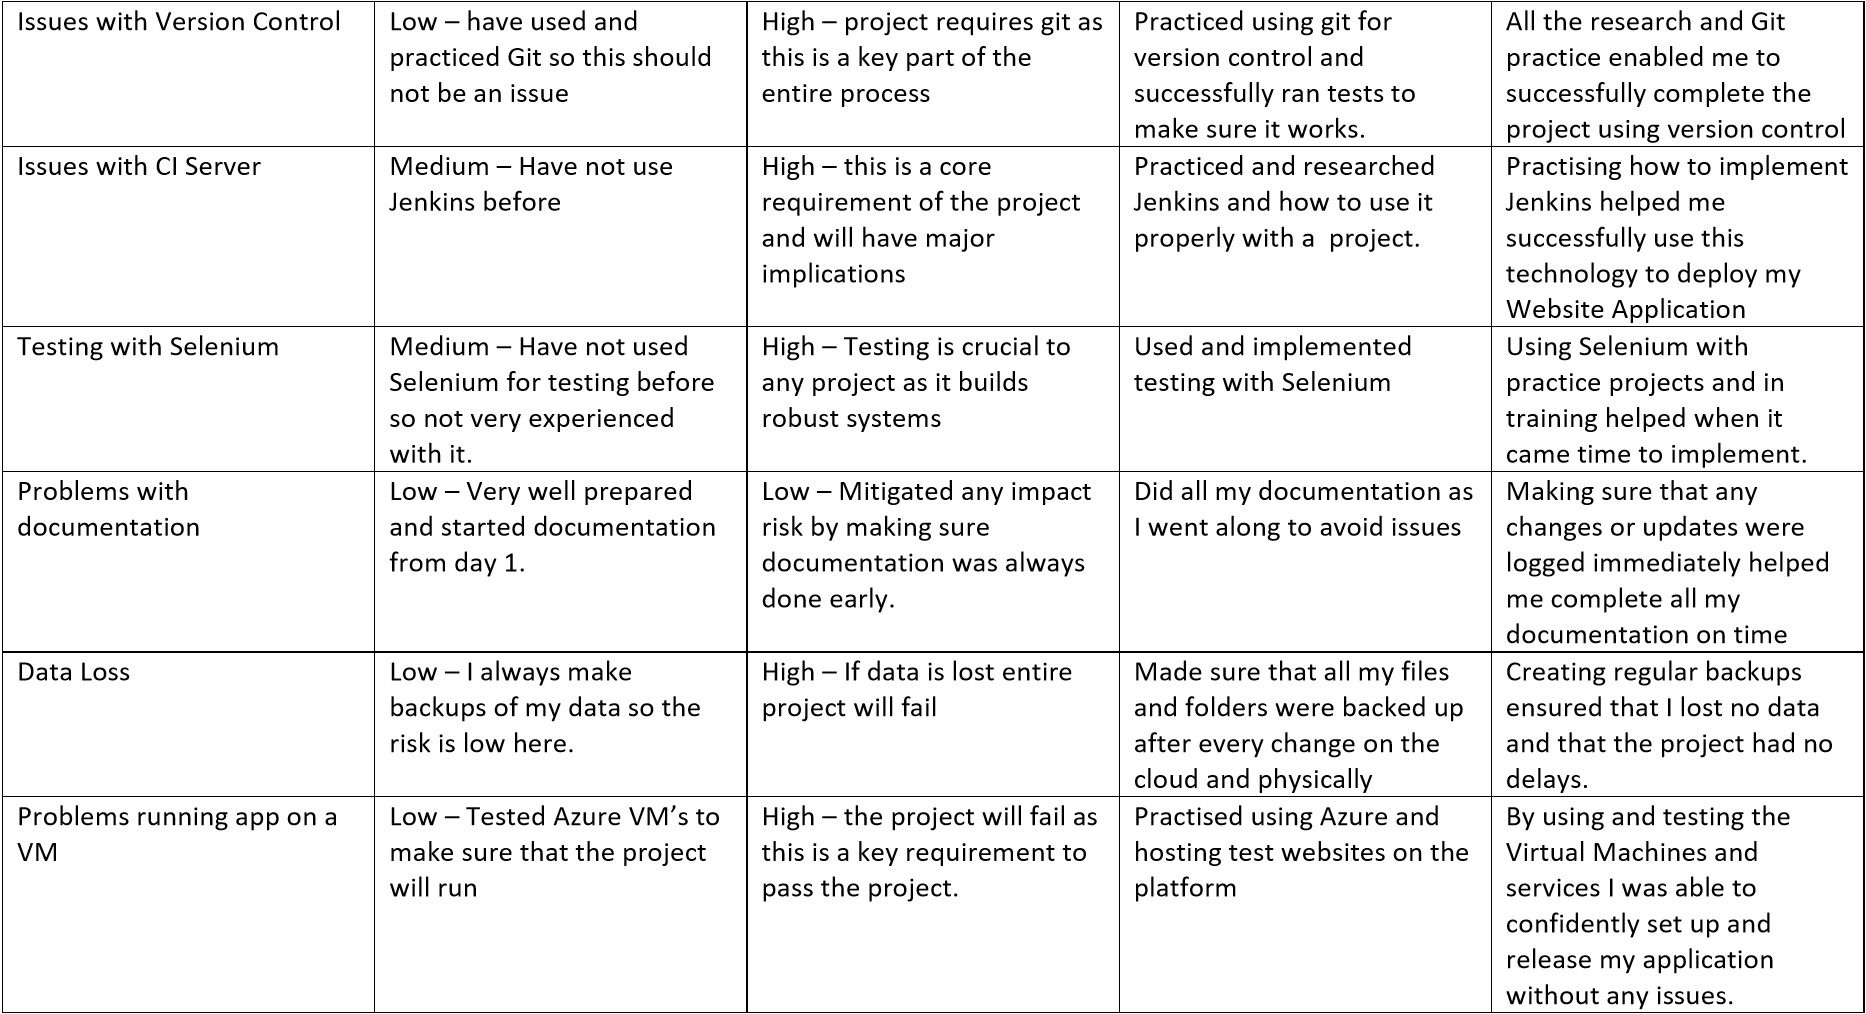 Issues with Version Control
Low – have used and
practiced Git so this should
not be an issue
High – project requires git as
this is a key part of the
entire process
Practiced using git for
version control and
successfully ran tests to
make sure it works.
All the research and Git
practice enabled me to
successfully complete the
project using version control
Issues with CI Server
Medium – Have not use
Jenkins before
High – this is a core
requirement of the project
and will have major
implications
Practiced and researched
Jenkins and how to use it
properly with a  project.
Practising how to implement
Jenkins helped me
successfully use this
technology to deploy my
Website Application
Testing with Selenium
Medium – Have not used
Selenium for testing before
so not very experienced
with it.
High – Testing is crucial to
any project as it builds
robust systems
Used and implemented
testing with Selenium
Using Selenium with
practice projects and in
training helped when it
came time to implement.
Problems with
documentation
Low – Very well prepared
and started documentation
from day 1.
Low – Mitigated any impact
risk by making sure
documentation was always
done early.
Did all my documentation as
I went along to avoid issues
Making sure that any
changes or updates were
logged immediately helped
me complete all my
documentation on time
Data Loss
Low – I always make
backups of my data so the
risk is low here.
High – If data is lost entire
project will fail
Made sure that all my files
and folders were backed up
after every change on the
cloud and physically
Creating regular backups
ensured that I lost no data
and that the project had no
delays.
Problems running app on a
VM
Low – Tested Azure VM’s to
make sure that the project
will run
High – the project will fail as
this is a key requirement to
pass the project.
Practised using Azure and
hosting test websites on the
platform
By using and testing the
Virtual Machines and
services I was able to
confidently set up and
release my application
without any issues.